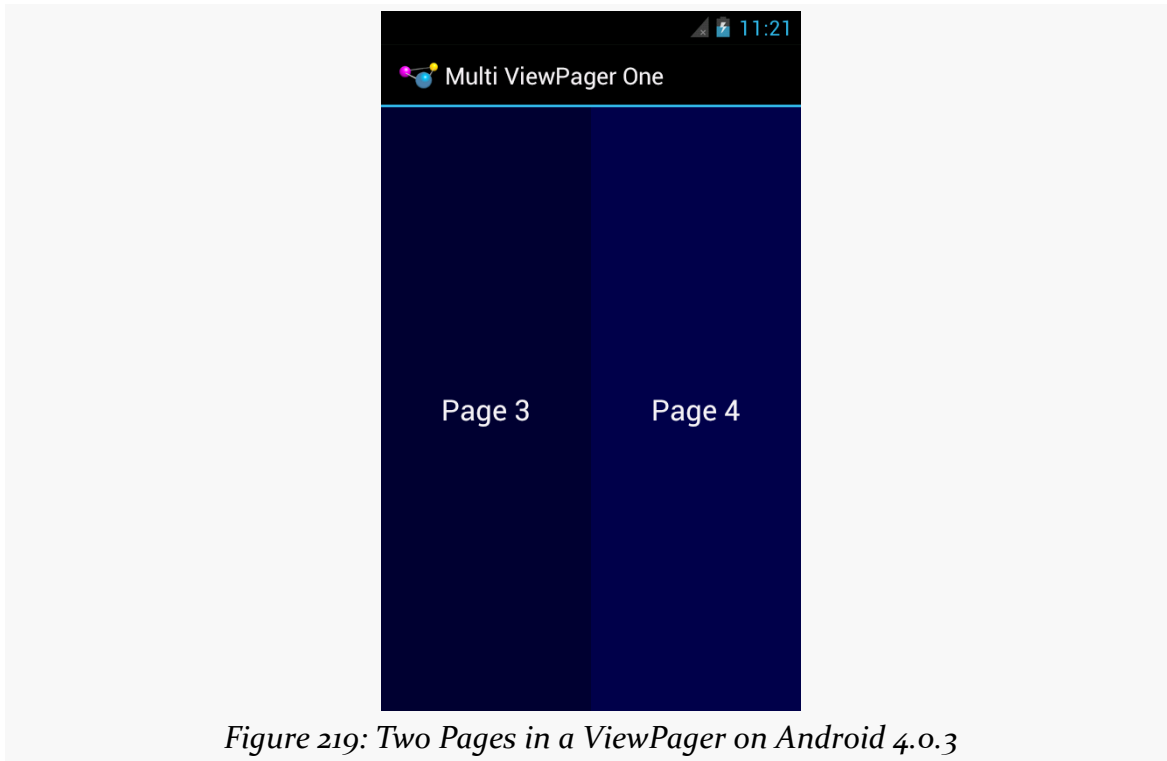 11:21
Multi ViewPager One
Page 3
Page 4
Figure 219: Two Pages in a ViewPager on Android 4.0.3